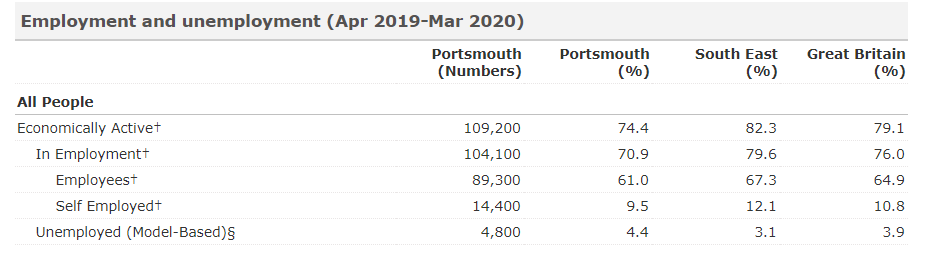 Employment and unemployment (Apr 2019-Mar 2020)
Portsmouth (Numbers) Portsmouth (%) South East (%) Great Britain (%)
All People
Economically Active† 109,200 74.4 82.3 79.1
In Employment† 104,100 70.9 79.6 76.0
Employees† 89,300 61.0 67.3 64.9
Self Employed† 14,400 9.5 12.1 10.8
Unemployed (Model-Based)§ 4,800 4.4 3.1 3.9